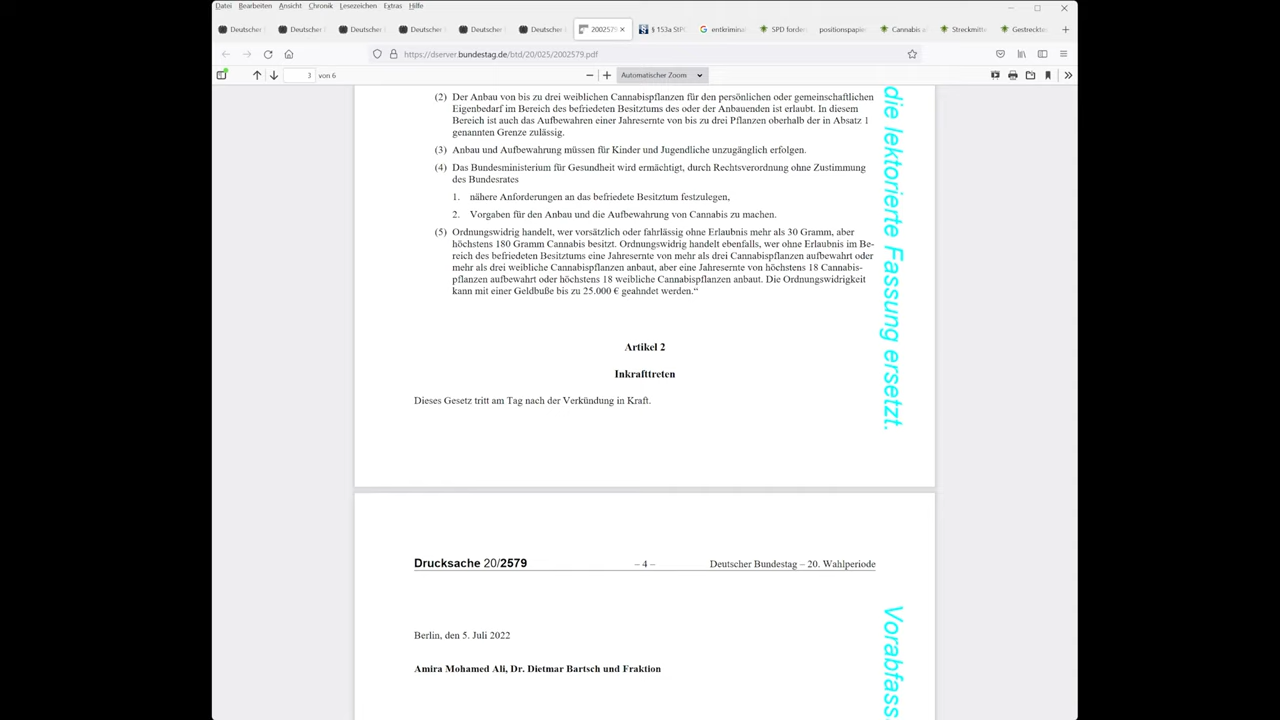 Datei Bearbeiten Ansicht Chronik Lesezeichen Extras Hilfe
Deutscher Deutscher Deutscher Deutscher Deutscher Deutscher 2002579 § 153a StP entkriminal SPD forde positionspapie Cannabis a Streckmitt Gestreckte
https://dserver.bundestag.de/btd/20/025/2002579.pdf
3 von 6 Automatischer Zoom
(2) Der Anbau von bis zu drei weiblichen Cannabispflanzen für den persönlichen oder gemeinschaftlichen
Eigenbedarf im Bereich des befriedeten Besitztums des oder der Anbauenden ist erlaubt. In diesem
Bereich ist auch das Aufbewahren einer Jahresernte von bis zu drei Pflanzen oberhalb der in Absatz 1
genannten Grenze zulässig.
(3) Anbau und Aufbewahrung müssen für Kinder und Jugendliche unzugänglich erfolgen.
(4) Das Bundesministerium für Gesundheit wird ermächtigt, durch Rechtsverordnung ohne Zustimmung
des Bundesrates
1. nähere Anforderungen an das befriedete Besitztum festzulegen,
2. Vorgaben für den Anbau und die Aufbewahrung von Cannabis zu machen.
(5) Ordnungswidrig handelt, wer vorsätzlich oder fahrlässig ohne Erlaubnis mehr als 30 Gramm, aber
höchstens 180 Gramm Cannabis besitzt. Ordnungswidrig handelt ebenfalls, wer ohne Erlaubnis im Be-
reich des befriedeten Besitztums eine Jahresernte von mehr als drei Cannabispflanzen aufbewahrt oder
mehr als drei weibliche Cannabispflanzen anbaut, aber eine Jahresernte von höchstens 18 Cannabis-
pflanzen aufbewahrt oder höchstens 18 weibliche Cannabispflanzen anbaut. Die Ordnungswidrigkeit
kann mit einer Geldbuße bis zu 25.000 € geahndet werden.“
Artikel 2
Inkrafttreten
Dieses Gesetz tritt am Tag nach der Verkündung in Kraft.
die lektorierte Fassung ersetzt.
Drucksache 20/2579 – 4 – Deutscher Bundestag – 20. Wahlperiode
Berlin, den 5. Juli 2022
Amira Mohamed Ali, Dr. Dietmar Bartsch und Fraktion
Vorabfass